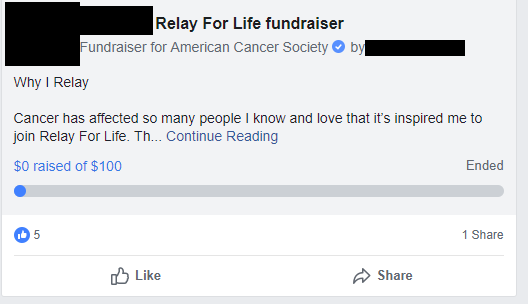 Relay For Life fundraiser
Fundraiser for American Cancer Society by
Why I Relay
Cancer has affected so many people I know and love that it's inspired me to
join Relay For Life. Th... Continue Reading
$0 raised of $100 Ended
5 1 Share
Like Share